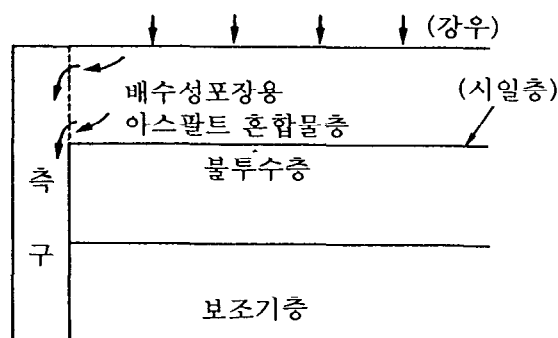 (강우)
배수성포장용
아스팔트 혼합물층
(시일층)
불투수층
측
구
보조기층